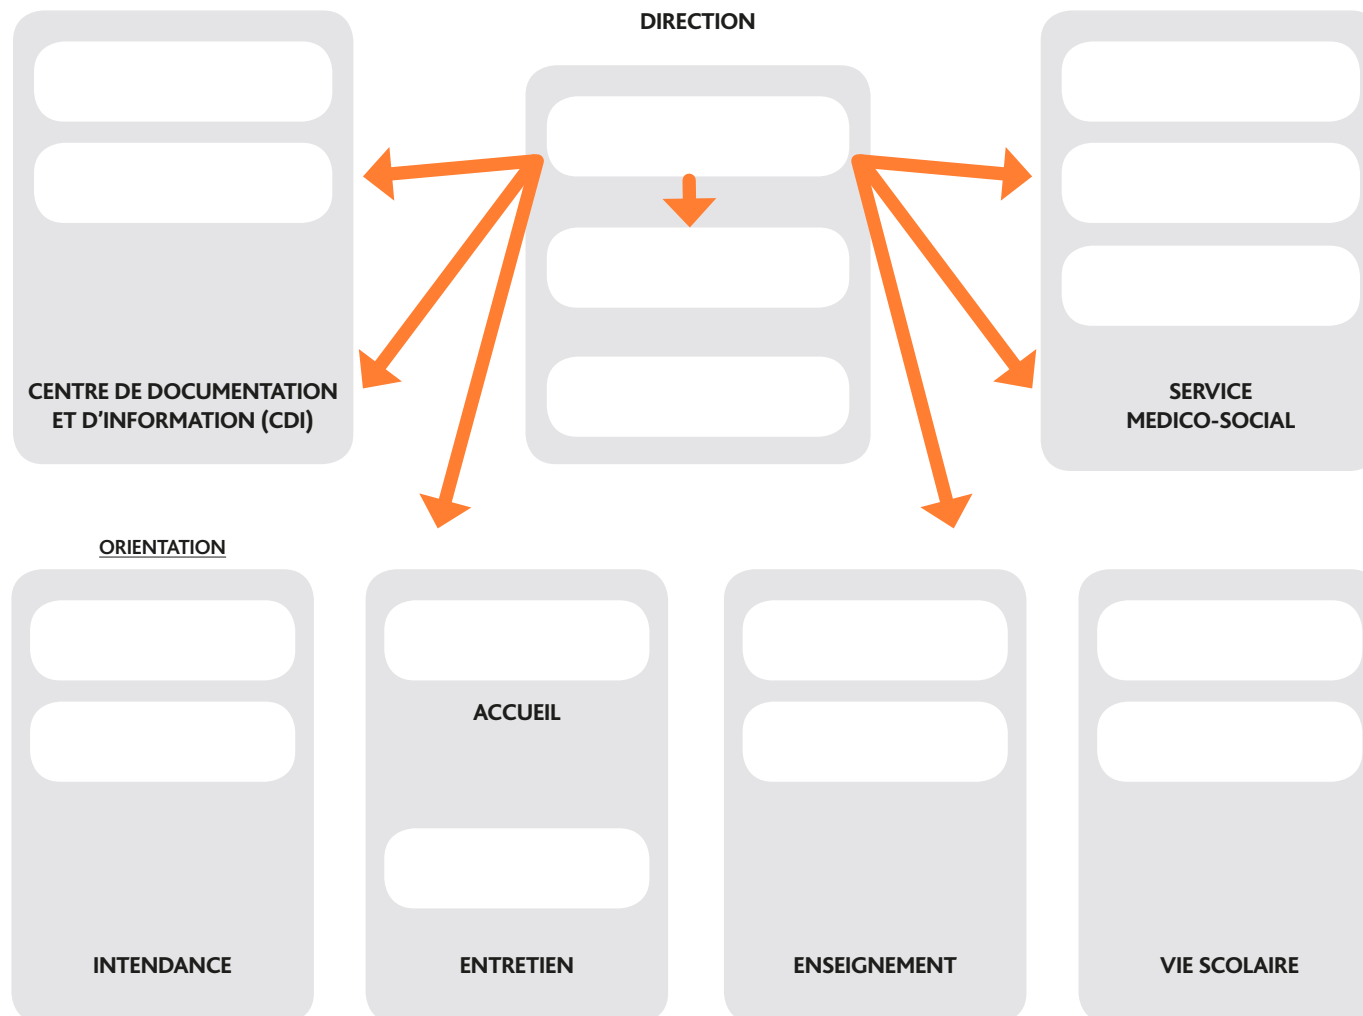 DIRECTION
CENTRE DE DOCUMENTATION
ET D'INFORMATION (CDI)
SERVICE
MEDICO-SOCIAL
ORIENTATION
ACCUEIL
INTENDANCE
ENTRETIEN
ENSEIGNEMENT
VIE SCOLAIRE